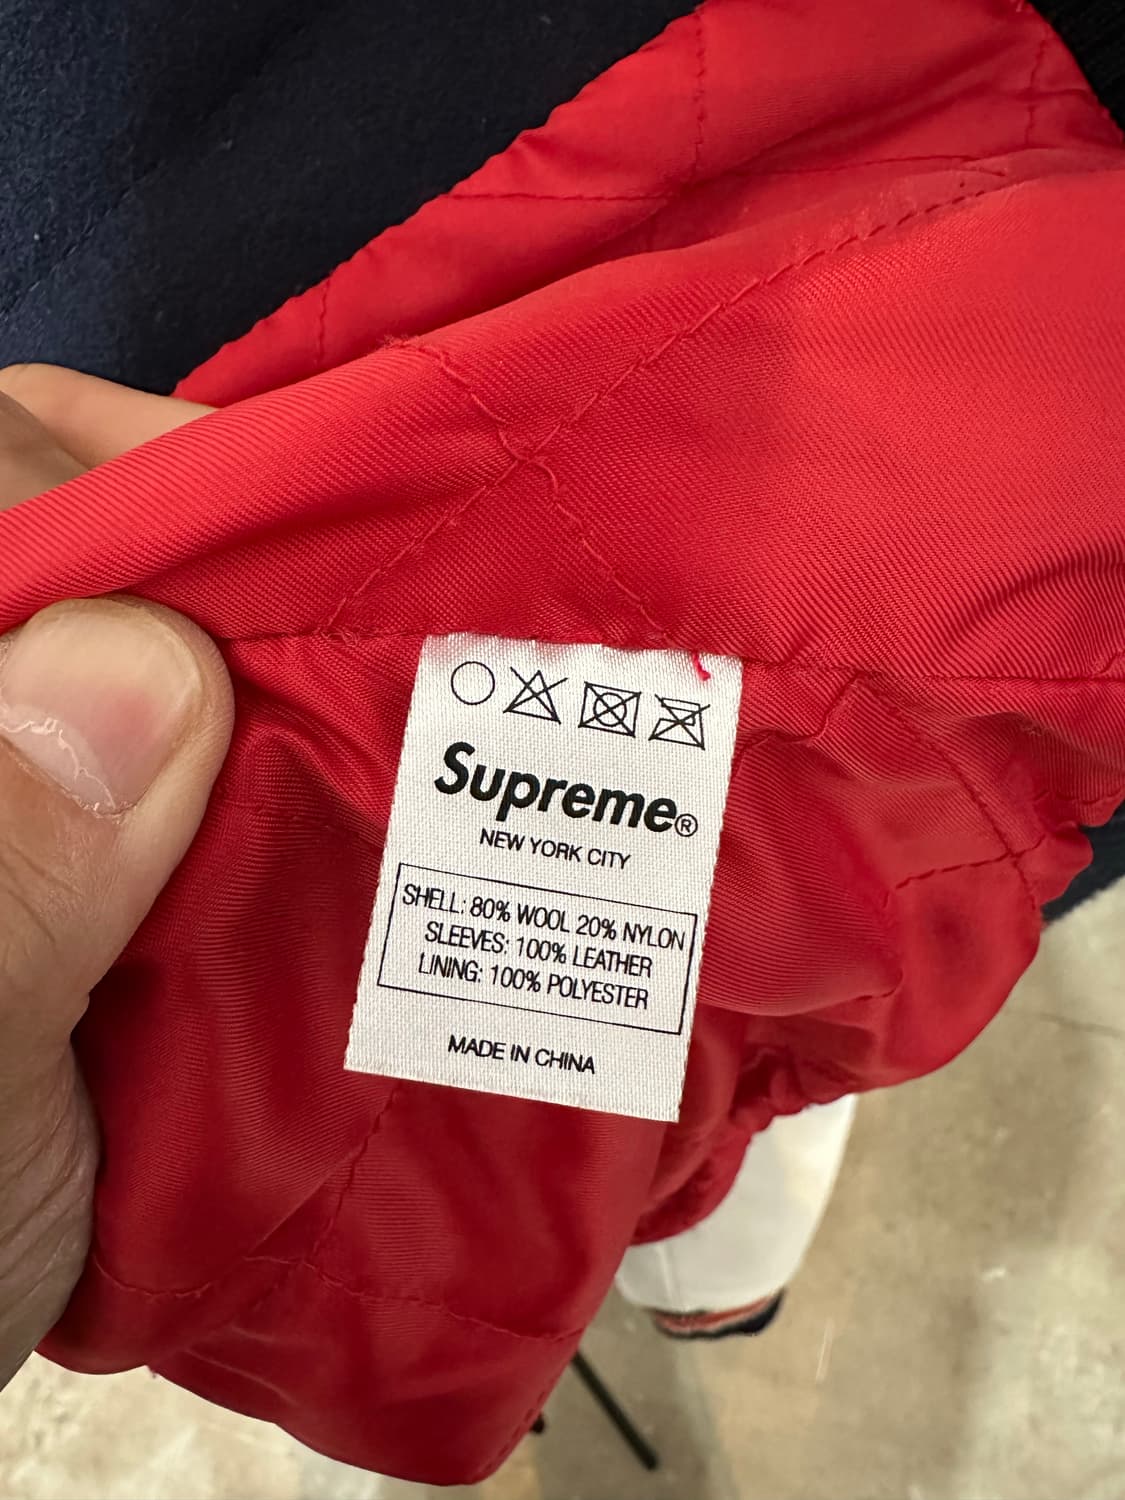 Supreme®
NEW YORK CITY
SHELL: 80% WOOL 20% NYLON
SLEEVES: 100% LEATHER
LINING: 100% POLYESTER
MADE IN CHINA